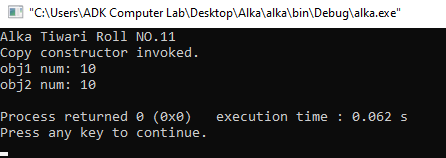 "C:\Users\ADK Computer Lab\Desktop\Alka\alka\bin\Debug\alka.exe"
Alka Tiwari Roll NO.11
Copy constructor invoked.
obj1 num: 10
obj2 num: 10
Process returned 0 (0x0)   execution time : 0.062 s
Press any key to continue.